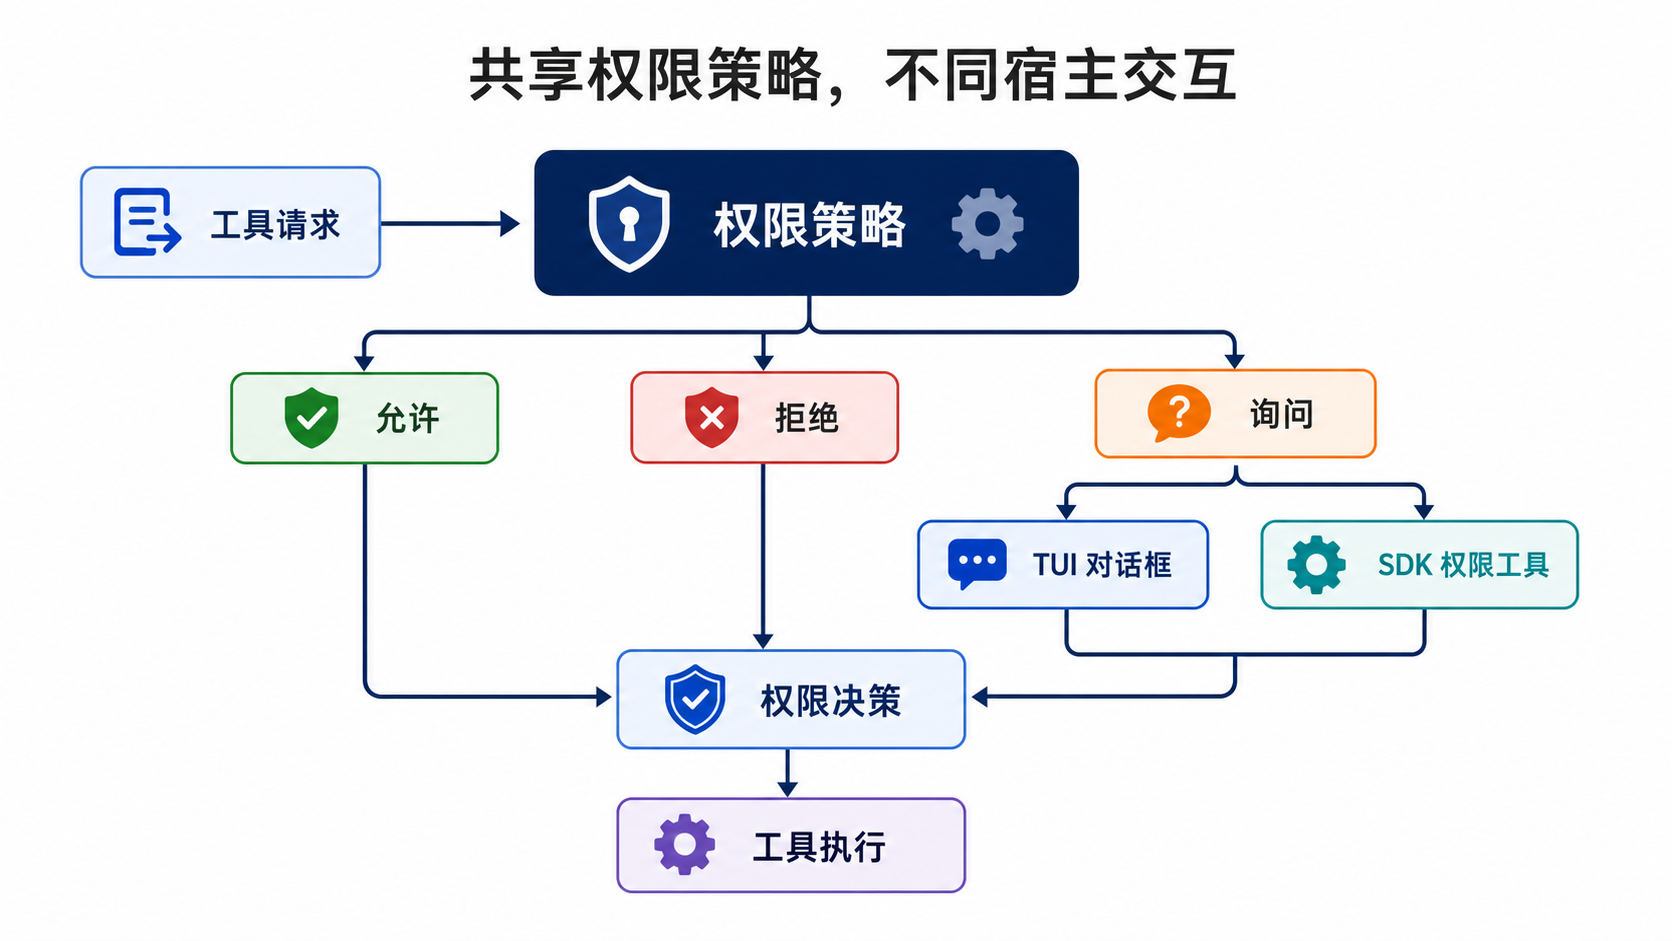 共享权限策略，不同宿主交互
工具请求
权限策略
允许
拒绝
询问
TUI 对话框
SDK 权限工具
权限决策
工具执行